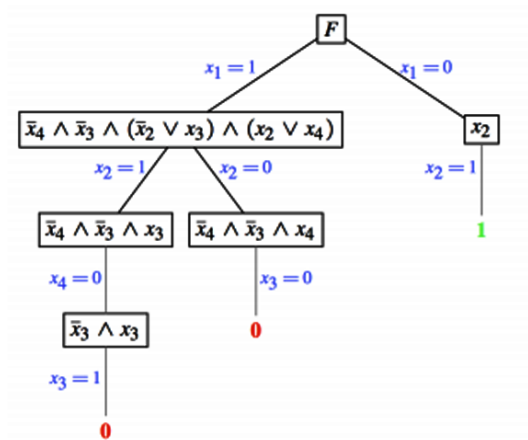 F
x₁ = 1
x₁ = 0
x̄₄ ∧ x̄₃ ∧ (x̄₂ ∨ x₃) ∧ (x₂ ∨ x₄)
x₂
x₂ = 1
x₂ = 0
x₂ = 1
x̄₄ ∧ x̄₃ ∧ x₃
x̄₄ ∧ x̄₃ ∧ x₄
1
x₄ = 0
x₃ = 0
x̄₃ ∧ x₃
0
x₃ = 1
0